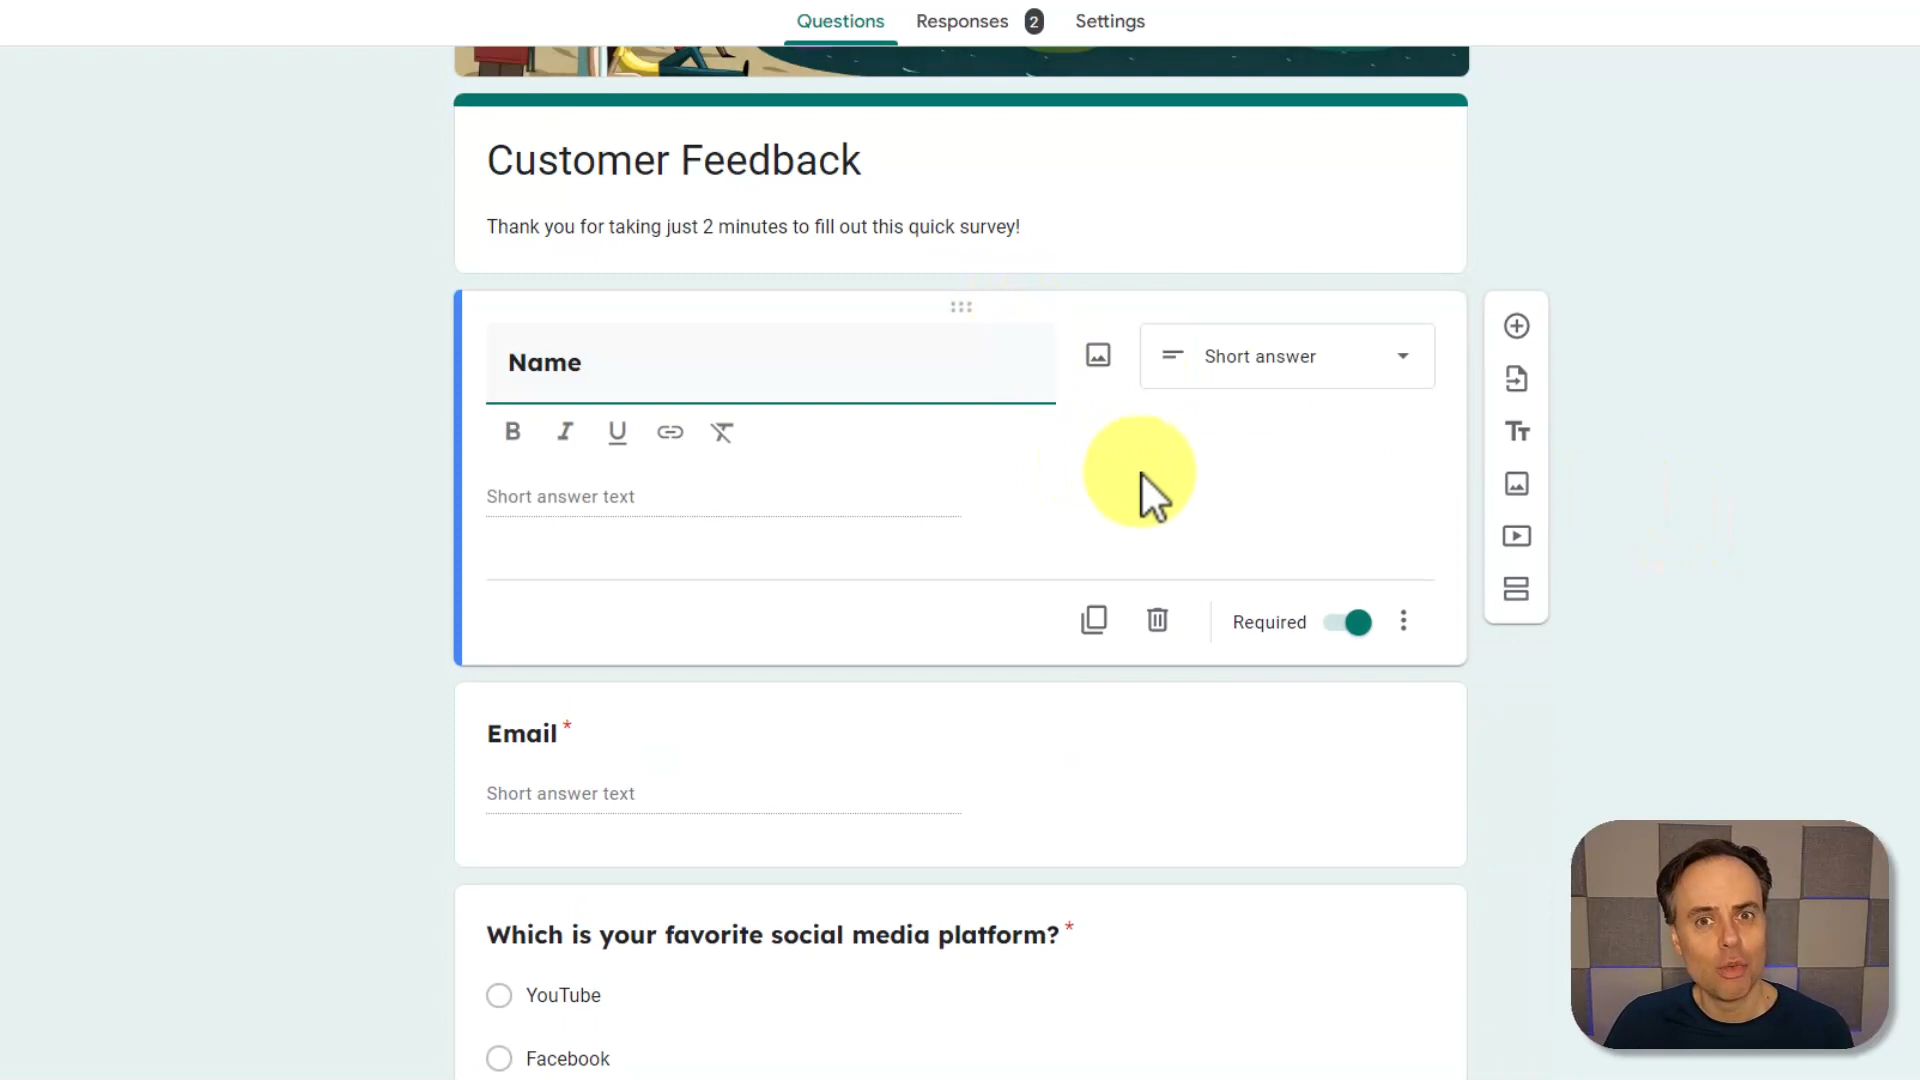 Questions Responses 2 Settings
Customer Feedback
Thank you for taking just 2 minutes to fill out this quick survey!
Name
Short answer
B I U
Short answer text
Required
Email *
Short answer text
Which is your favorite social media platform? *
YouTube
Facebook